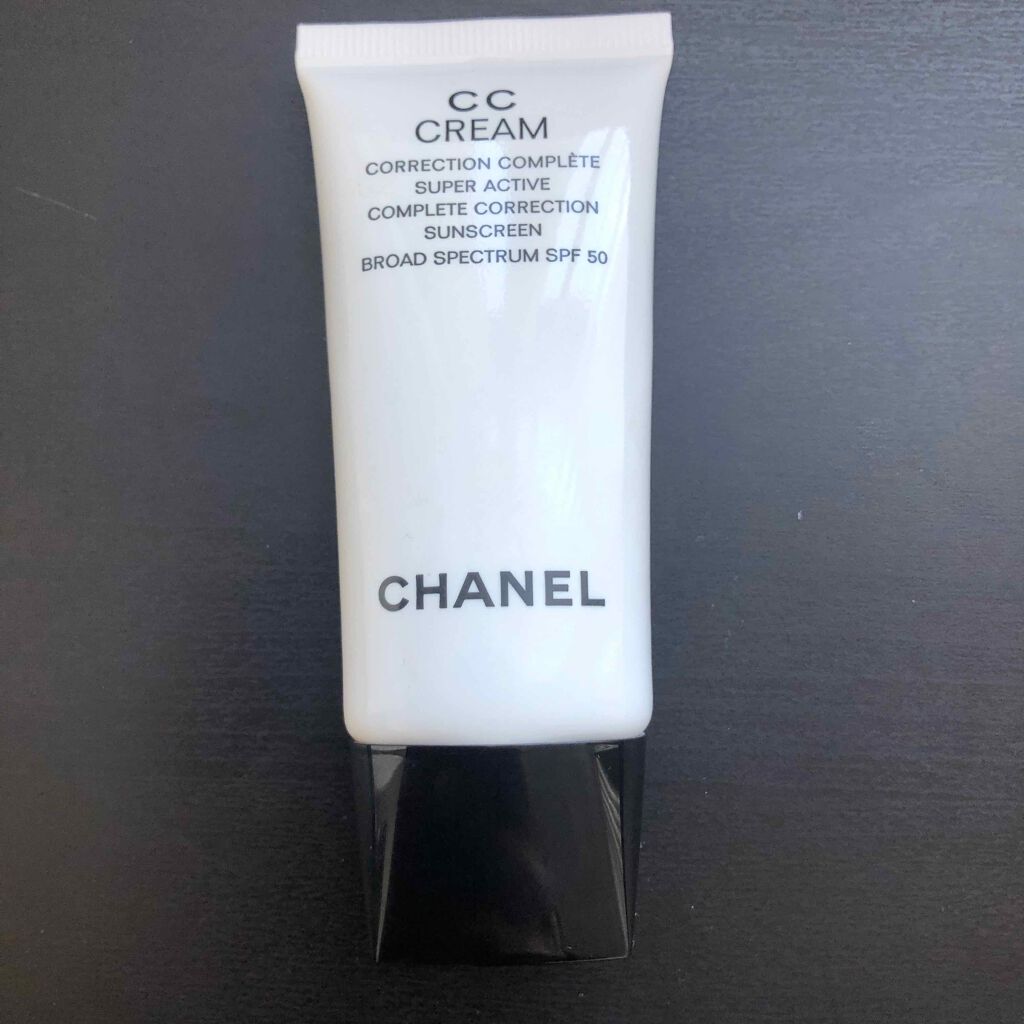 CC
CREAM
CORRECTION COMPLÈTE
SUPER ACTIVE
COMPLETE CORRECTION
SUNSCREEN
BROAD SPECTRUM SPF 50
CHANEL